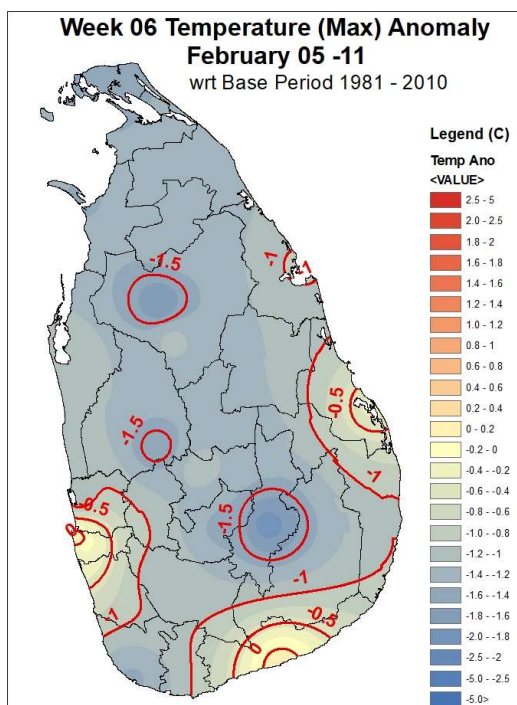 Week 06 Temperature (Max) Anomaly
February 05 -11
wrt Base Period 1981 - 2010
Legend (C)
Temp Ano
<VALUE>
2.5 - 5
2.0 - 2.5
1.8 - 2
1.6 - 1.8
1.4 - 1.6
1.2 - 1.4
1.0 - 1.2
0.8 - 1
0.6 - 0.8
0.4 - 0.6
0.2 - 0.4
0 - 0.2
-0.2 - 0
-0.4 - -0.2
-0.6 - -0.4
-0.8 - -0.6
-1.0 - -0.8
-1.2 - -1
-1.4 - -1.2
-1.6 - -1.4
-1.8 - -1.6
-2.0 - -1.8
-2.5 - -2
-5.0 - -2.5
-5.0>
-1.5
-1
-1
-0.5
-1.5
-1
-0.5
-1.5
0
-1
-1
-0.5
0